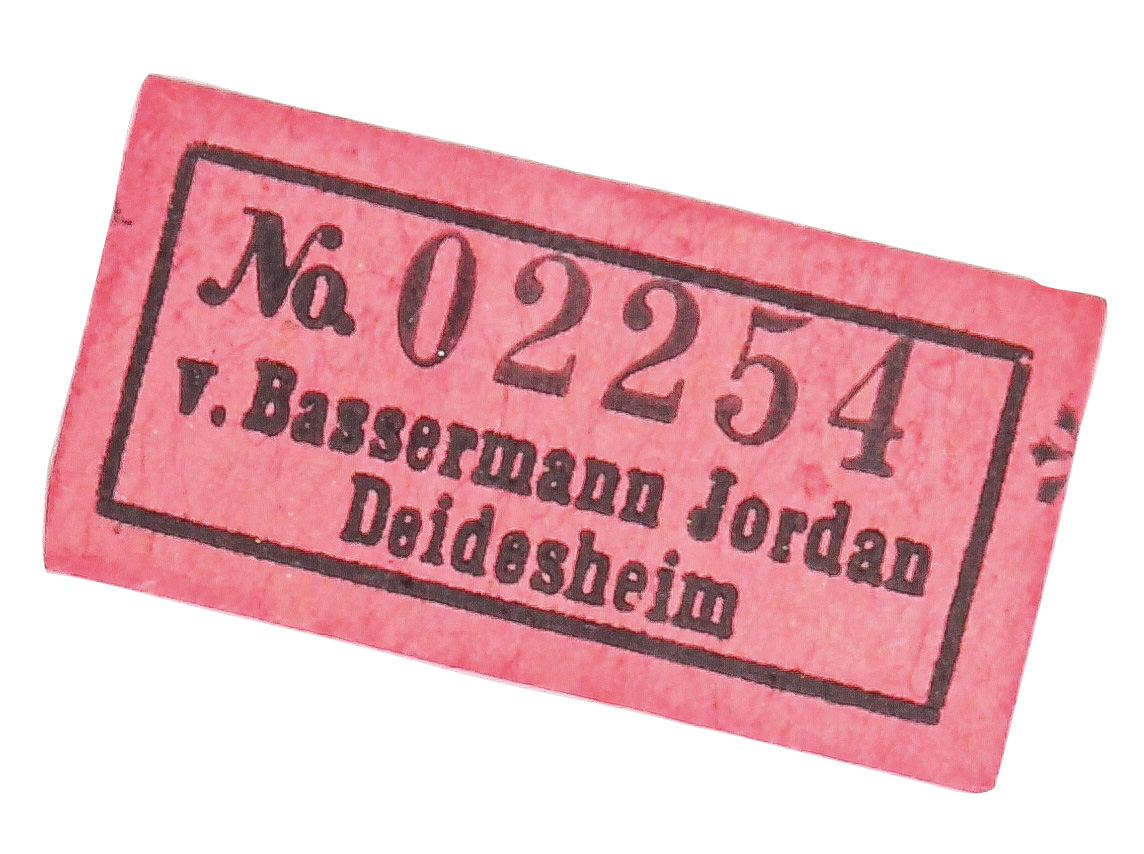 No. 02254
v. Bassermann Jordan
Deidesheim